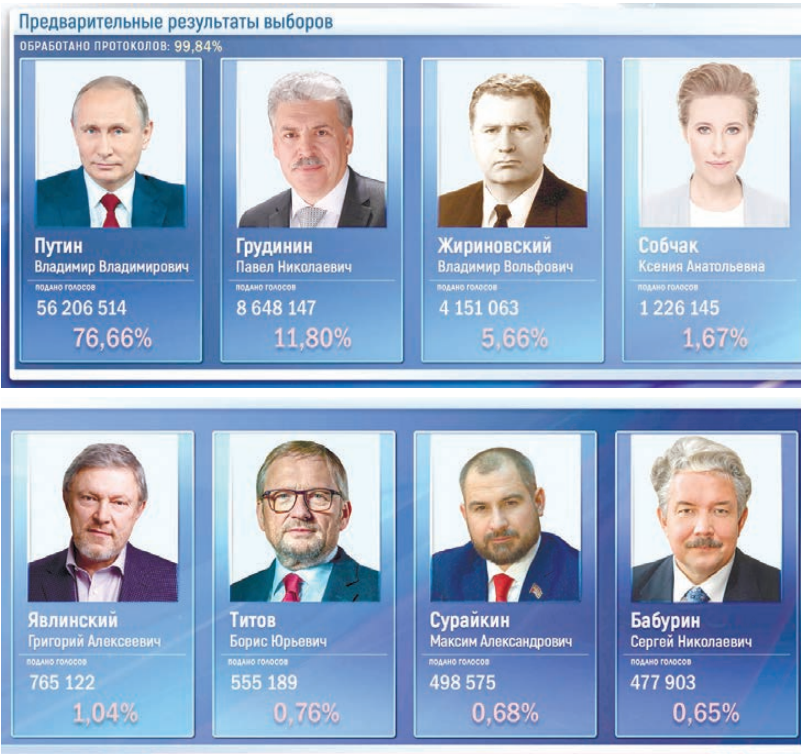 Предварительные результаты выборов
ОБРАБОТАНО ПРОТОКОЛОВ: 99,84%
Путин
Владимир Владимирович
ПОДАНО ГОЛОСОВ
56 206 514
76,66%
Грудинин
Павел Николаевич
ПОДАНО ГОЛОСОВ
8 648 147
11,80%
Жириновский
Владимир Вольфович
ПОДАНО ГОЛОСОВ
4 151 063
5,66%
Собчак
Ксения Анатольевна
ПОДАНО ГОЛОСОВ
1 226 145
1,67%
Явлинский
Григорий Алексеевич
ПОДАНО ГОЛОСОВ
765 122
1,04%
Титов
Борис Юрьевич
ПОДАНО ГОЛОСОВ
555 189
0,76%
Сурайкин
Максим Александрович
ПОДАНО ГОЛОСОВ
498 575
0,68%
Бабурин
Сергей Николаевич
ПОДАНО ГОЛОСОВ
477 903
0,65%